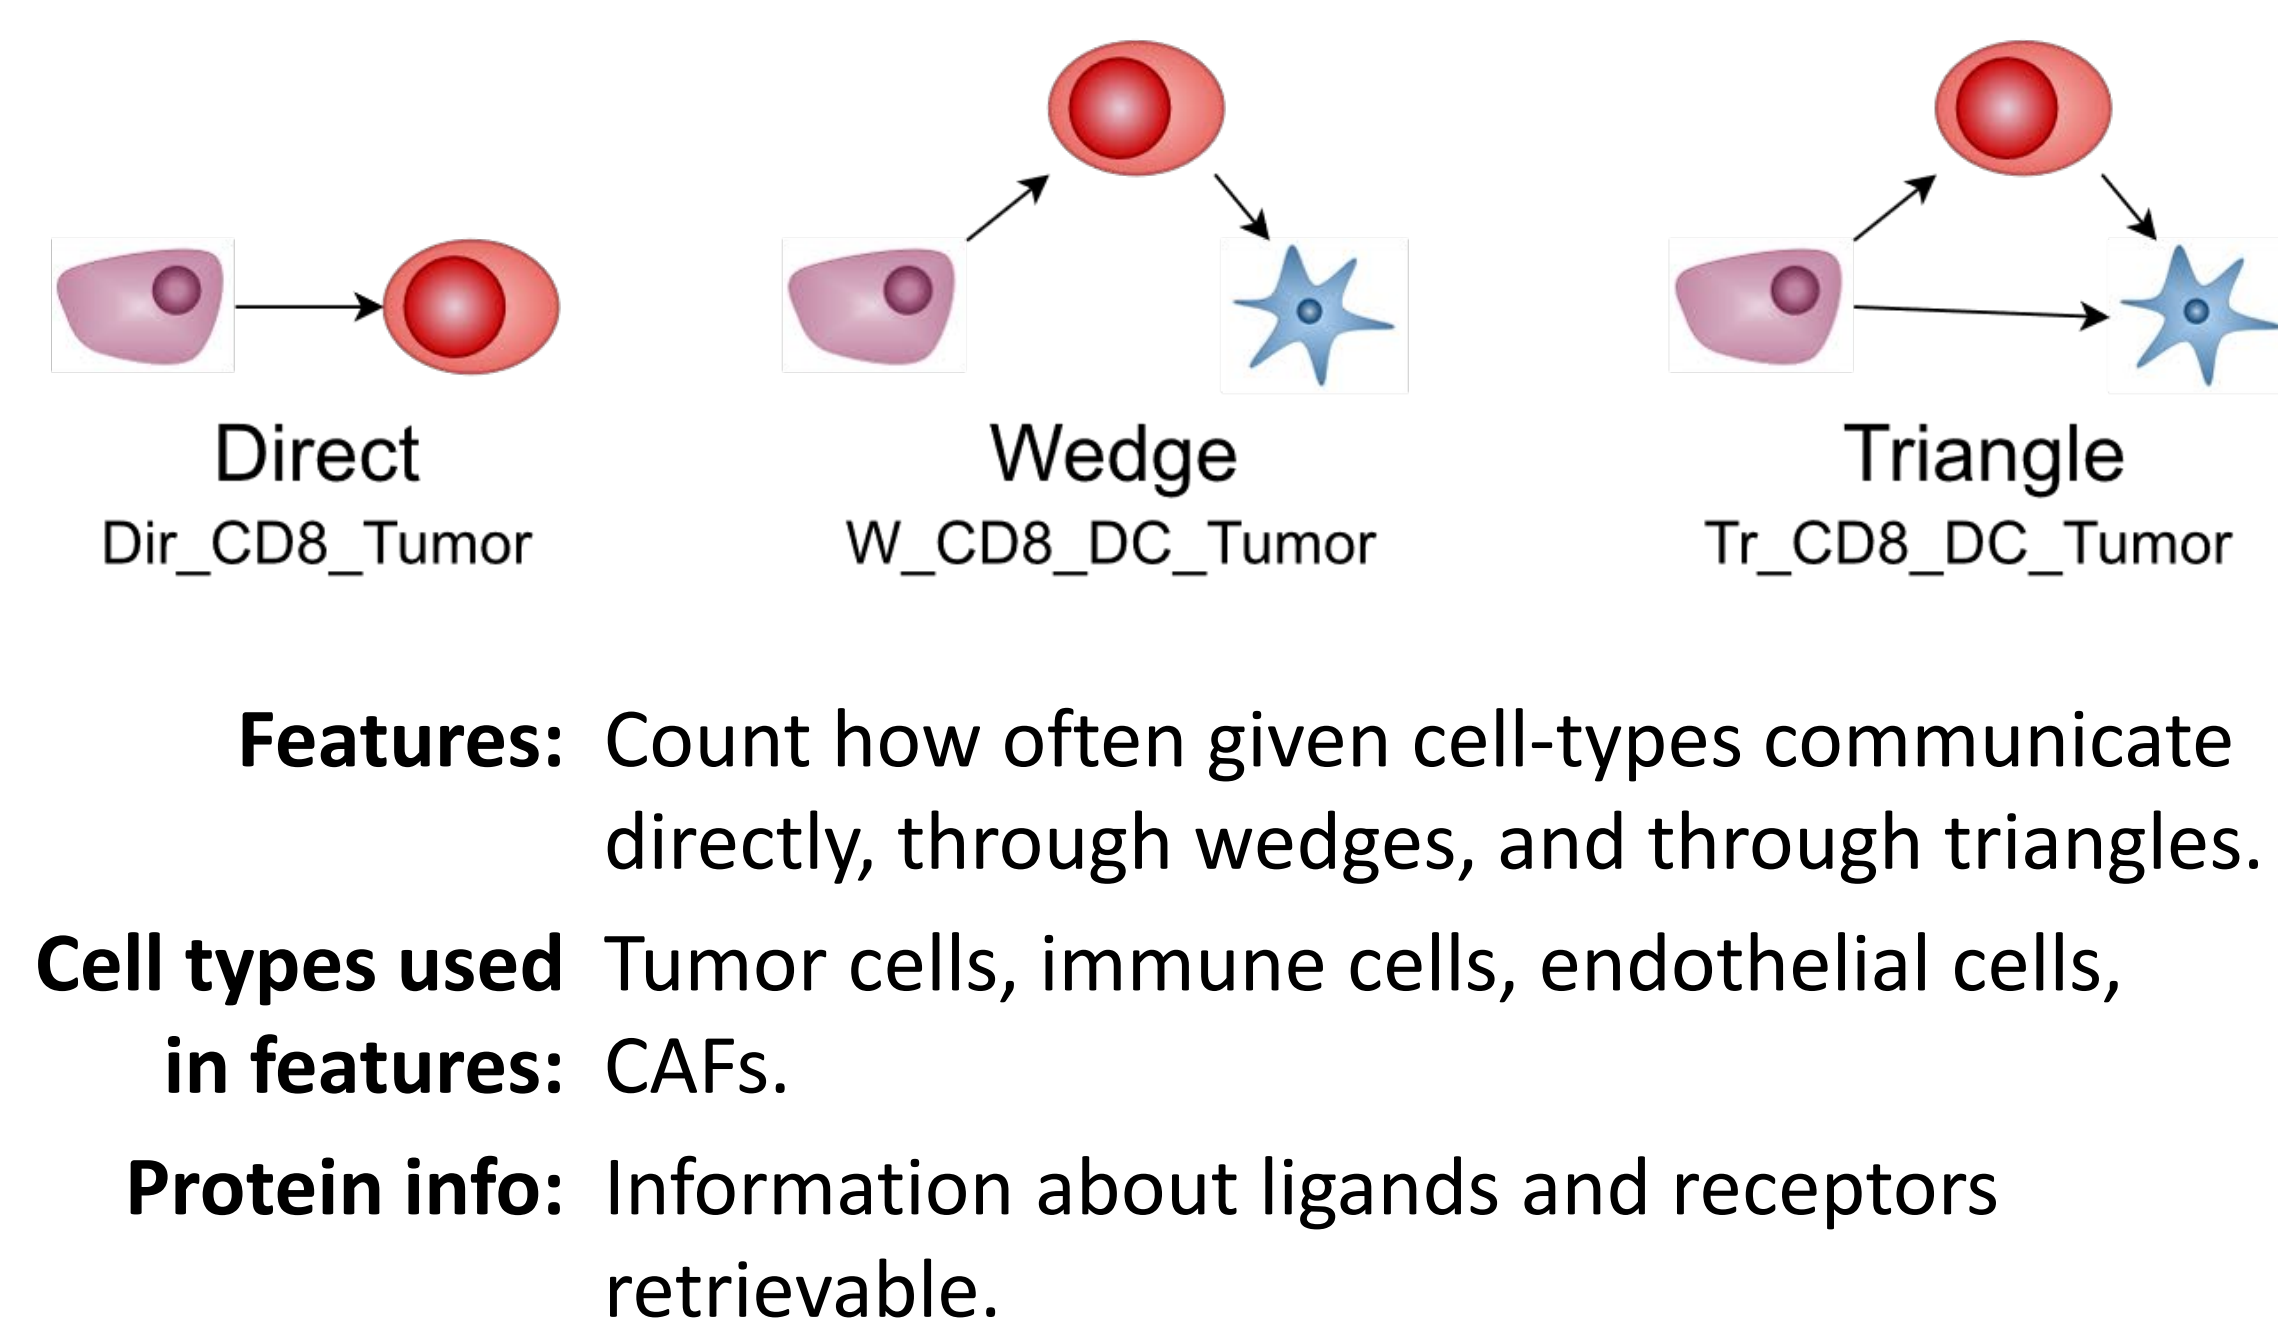 Direct
Dir_CD8_Tumor
Wedge
W_CD8_DC_Tumor
Triangle
Tr_CD8_DC_Tumor
Features: Count how often given cell-types communicate
directly, through wedges, and through triangles.
Cell types used Tumor cells, immune cells, endothelial cells,
in features: CAFs.
Protein info: Information about ligands and receptors
retrievable.